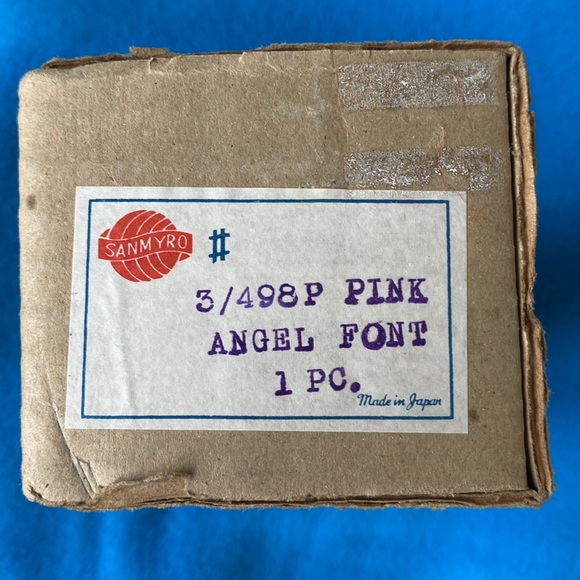 SANMYRO #
3/498P PINK
ANGEL FONT
1 PC.
Made in Japan